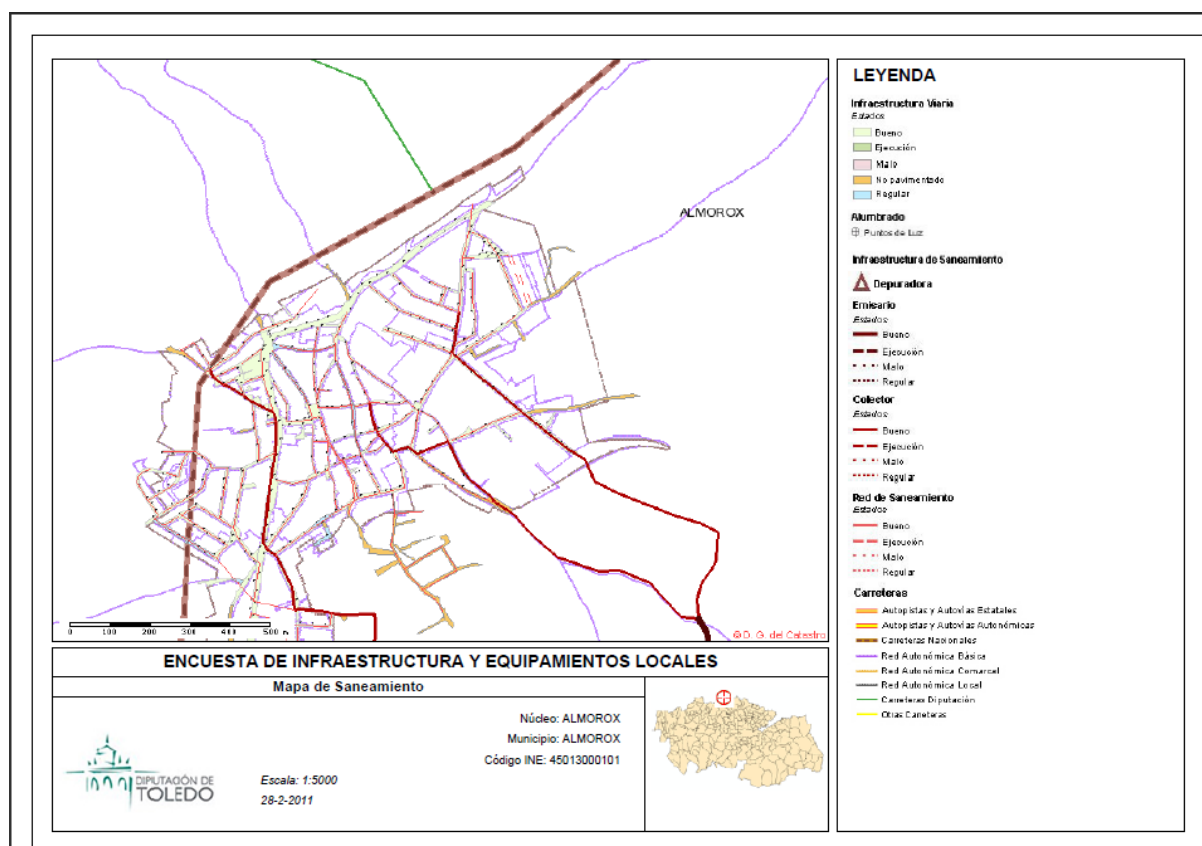 ALMOROX
0 100 200 300 400 500 m
© D. G. del Catastro
LEYENDA
Infraestructura Viaria
Estados
Bueno
Ejecución
Malo
No pavimentado
Regular
Alumbrado
Puntos de Luz
Infraestructura de Saneamiento
Depuradora
Emisario
Estados
Bueno
Ejecución
Malo
Regular
Colector
Estados
Bueno
Ejecución
Malo
Regular
Red de Saneamiento
Estados
Bueno
Ejecución
Malo
Regular
Carreteras
Autopistas y Autovías Estatales
Autopistas y Autovías Autonómicas
Carreteras Nacionales
Red Autonómica Básica
Red Autonómica Comarcal
Red Autonómica Local
Carreteras Diputación
Otras Carreteras
ENCUESTA DE INFRAESTRUCTURA Y EQUIPAMIENTOS LOCALES
Mapa de Saneamiento
Núcleo: ALMOROX
Municipio: ALMOROX
Código INE: 45013000101
DIPUTACIÓN DE
TOLEDO
Escala: 1:5000
28-2-2011